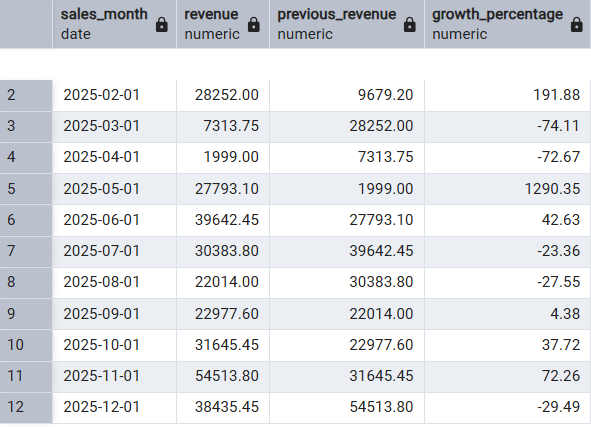 sales_month revenue previous_revenue growth_percentage
date numeric numeric numeric
2 2025-02-01 28252.00 9679.20 191.88
3 2025-03-01 7313.75 28252.00 -74.11
4 2025-04-01 1999.00 7313.75 -72.67
5 2025-05-01 27793.10 1999.00 1290.35
6 2025-06-01 39642.45 27793.10 42.63
7 2025-07-01 30383.80 39642.45 -23.36
8 2025-08-01 22014.00 30383.80 -27.55
9 2025-09-01 22977.60 22014.00 4.38
10 2025-10-01 31645.45 22977.60 37.72
11 2025-11-01 54513.80 31645.45 72.26
12 2025-12-01 38435.45 54513.80 -29.49